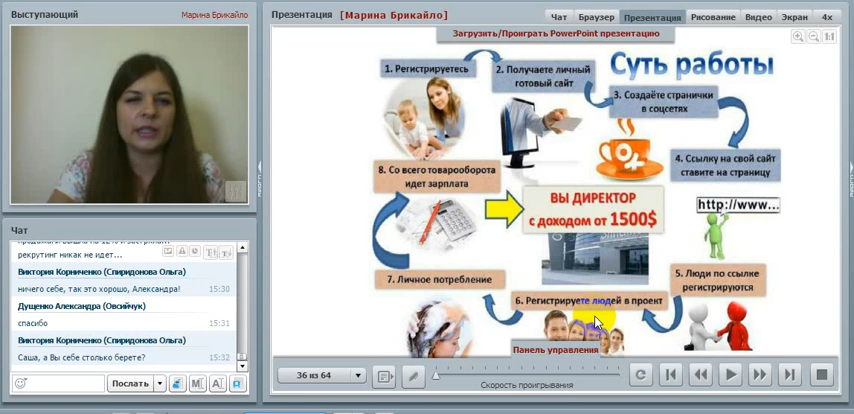 Выступающий
Марина Брикайло
Презентация [Марина Брикайло]
Чат
Браузер
Презентация
Рисование
Видео
Экран
4x
Загрузить/Проиграть PowerPoint презентацию
1:1
Суть работы
1. Регистрируетесь
2. Получаете личный
готовый сайт
3. Создаёте странички
в соцсетях
4. Ссылку на свой сайт
ставите на страницу
http://www...
5. Люди по ссылке
регистрируются
6. Регистрируете людей в проект
7. Личное потребление
8. Со всего товарооборота
идет зарплата
ВЫ ДИРЕКТОР
с доходом от 1500$
Панель управления
36 из 64
Скорость проигрывания
Чат
рекрутинг никак не идет...
Виктория Корниченко (Спиридонова Ольга)
ничего себе, так это хорошо, Александра!
15:30
Дущенко Александра (Овсийчук)
спасибо
15:31
Виктория Корниченко (Спиридонова Ольга)
Саша, а Вы себе столько берете?
15:32
Послать